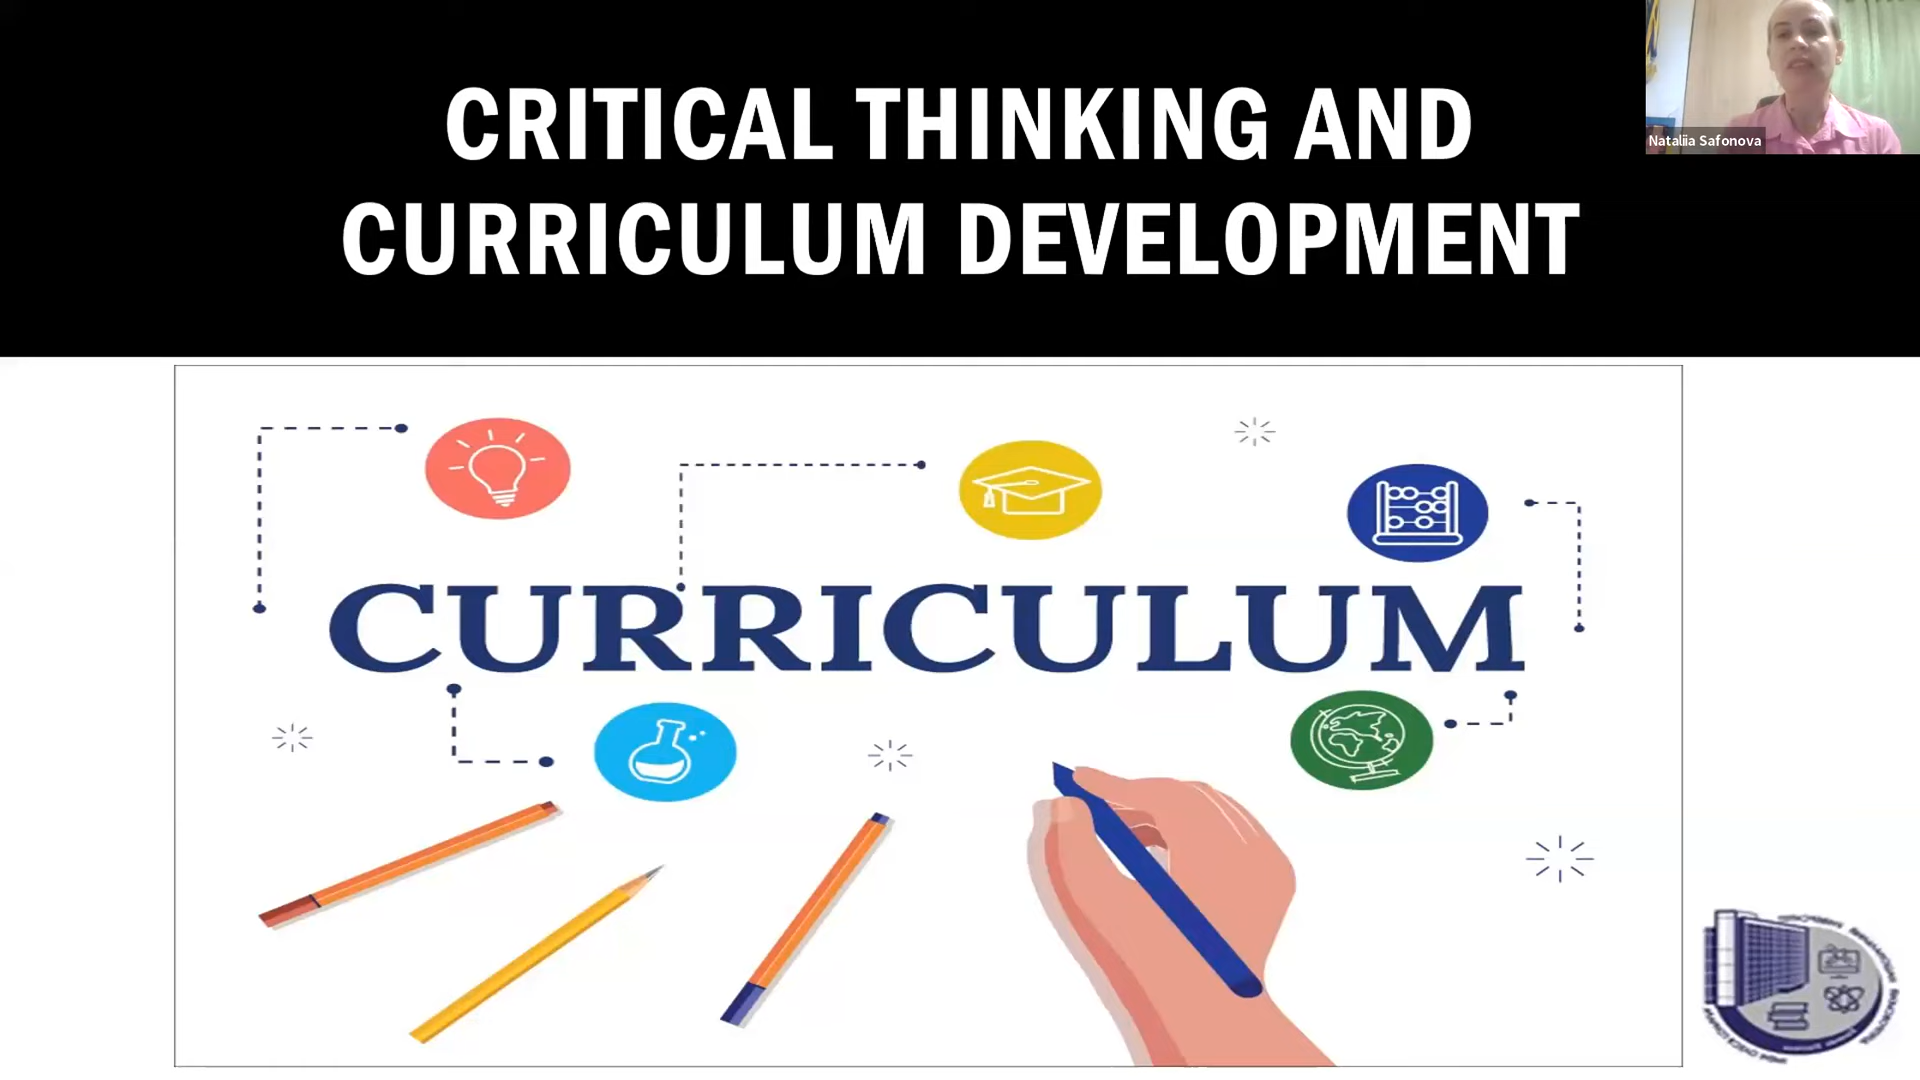 CRITICAL THINKING AND
CURRICULUM DEVELOPMENT
Nataliia Safonova
CURRICULUM